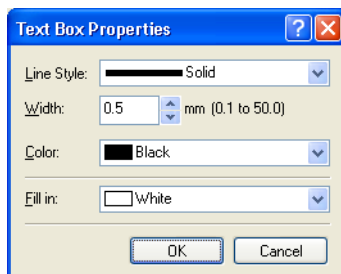 Text Box Properties
Line Style: Solid
Width: 0.5 mm (0.1 to 50.0)
Color: Black
Fill in: White
OK Cancel